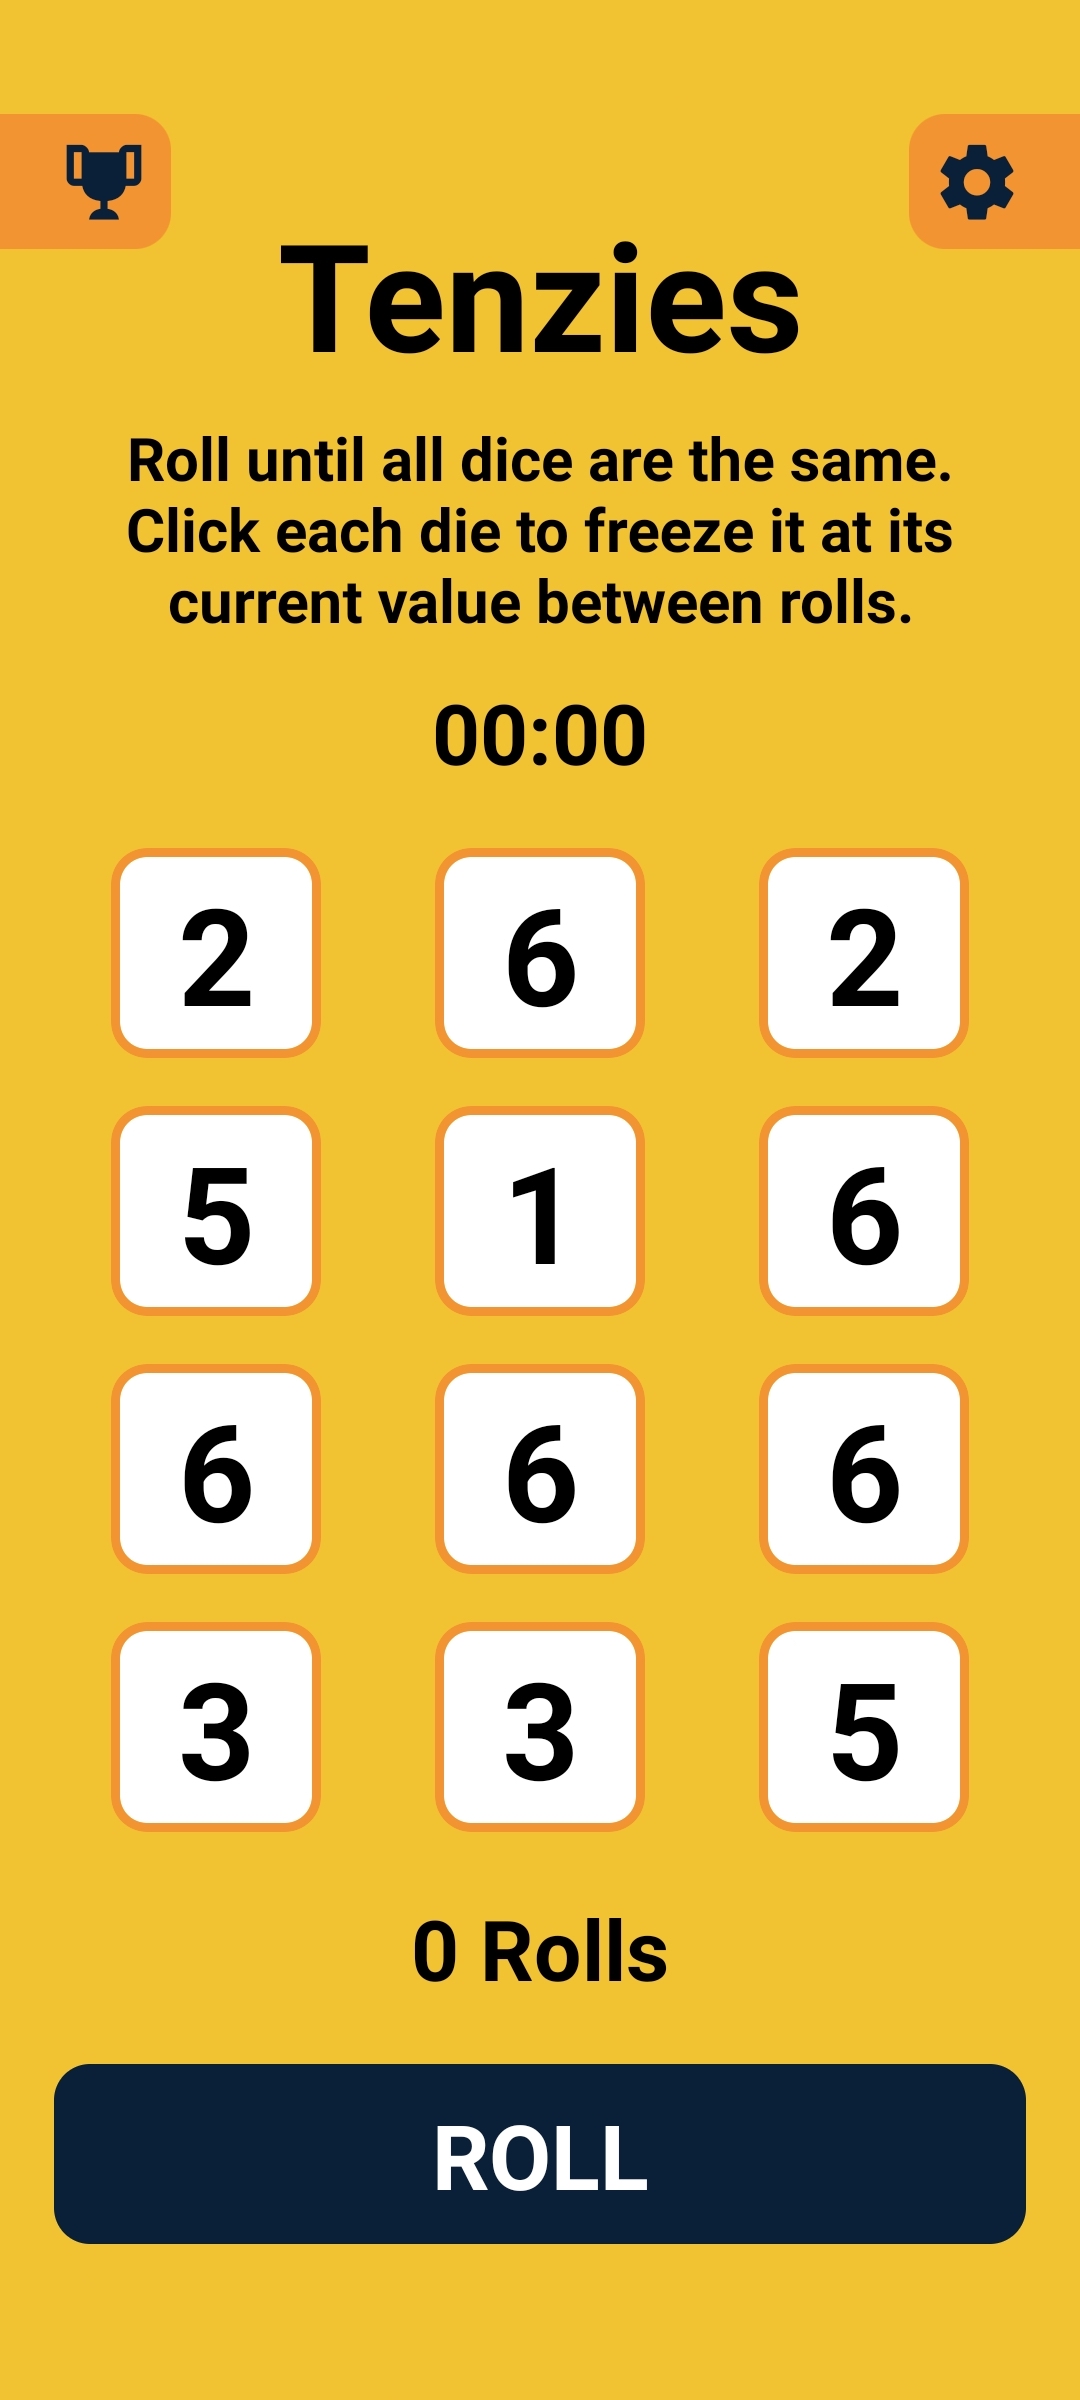 Tenzies
Roll until all dice are the same.
Click each die to freeze it at its
current value between rolls.
00:00
2 6 2
5 1 6
6 6 6
3 3 5
0 Rolls
ROLL